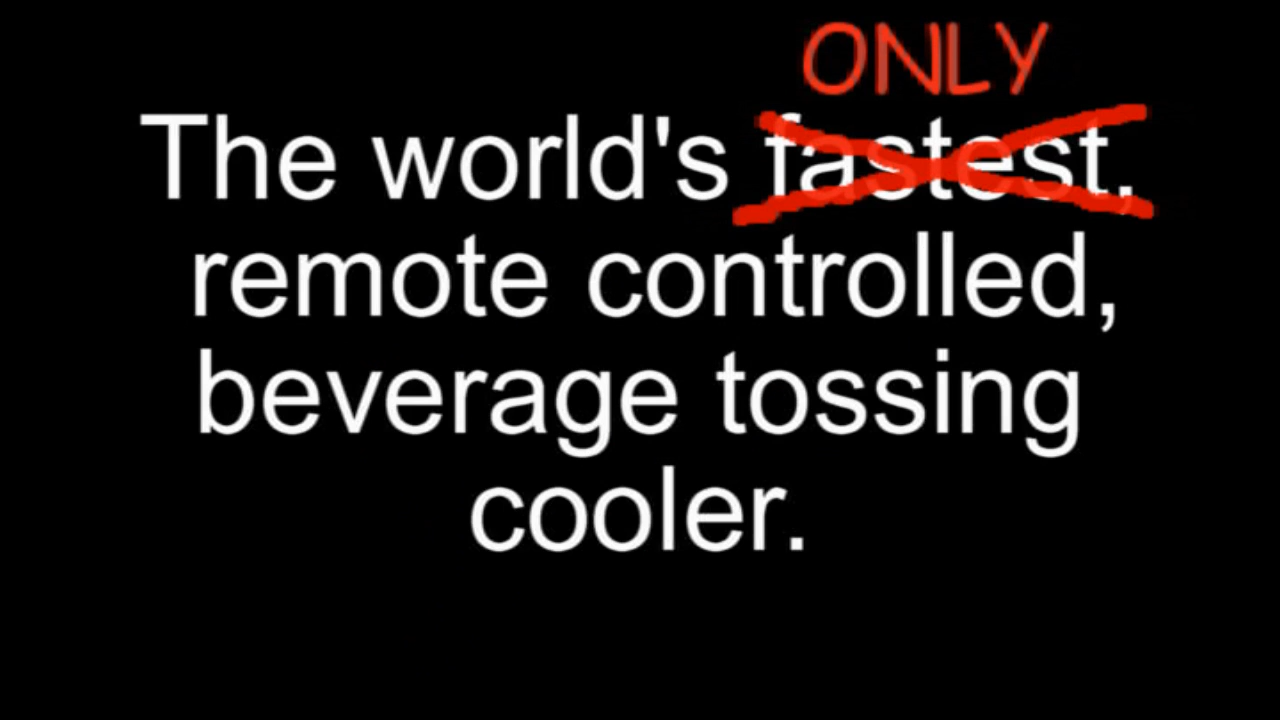 ONLY
The world's fastest,
remote controlled,
beverage tossing
cooler.